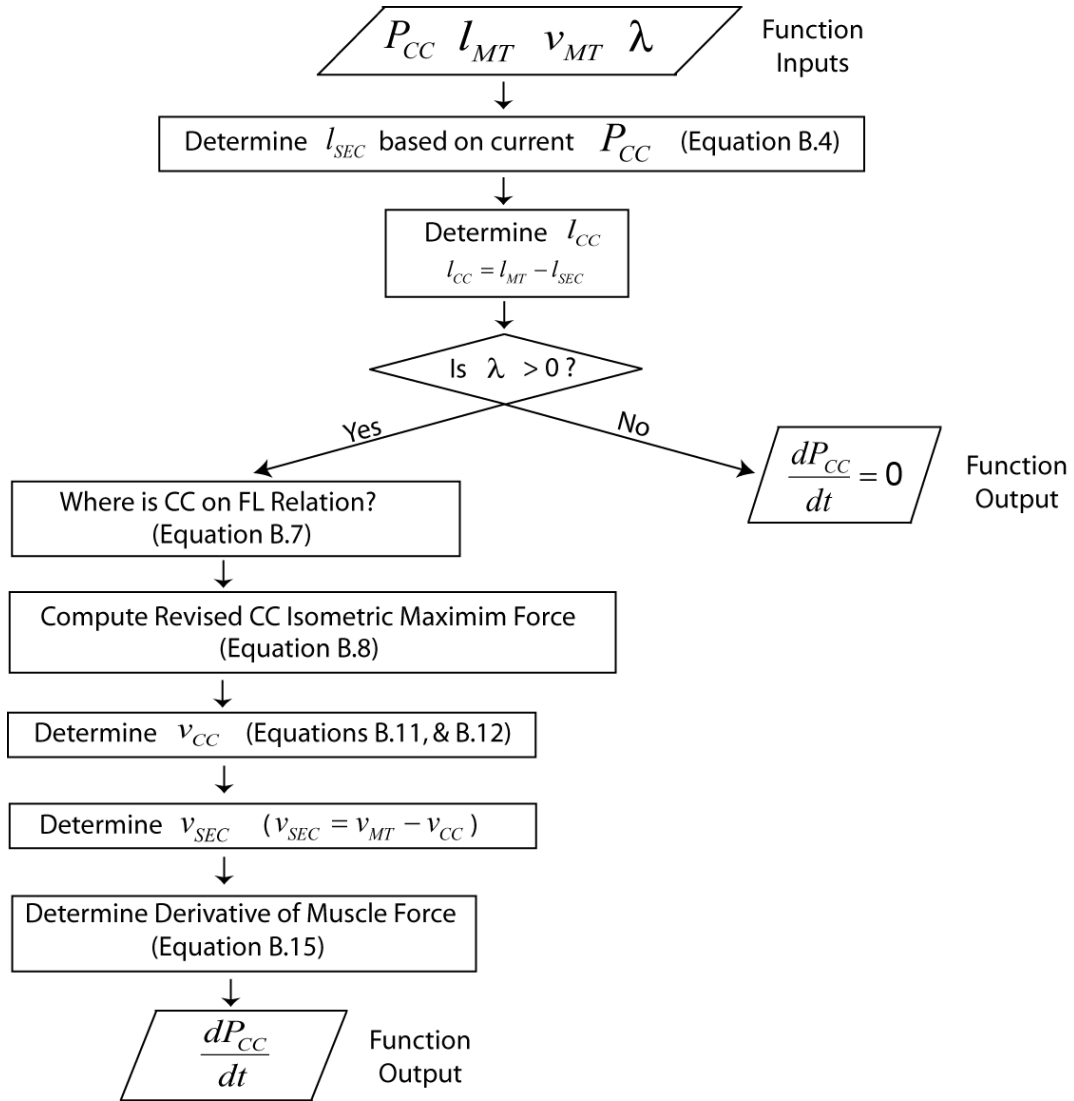 P_CC l_MT v_MT λ
Function
Inputs
Determine l_SEC based on current P_CC (Equation B.4)
Determine l_CC
l_CC = l_MT − l_SEC
Is λ > 0 ?
Yes
No
dP_CC
dt
= 0
Function
Output
Where is CC on FL Relation?
(Equation B.7)
Compute Revised CC Isometric Maximim Force
(Equation B.8)
Determine v_CC (Equations B.11, & B.12)
Determine v_SEC (v_SEC = v_MT − v_CC)
Determine Derivative of Muscle Force
(Equation B.15)
dP_CC
dt
Function
Output